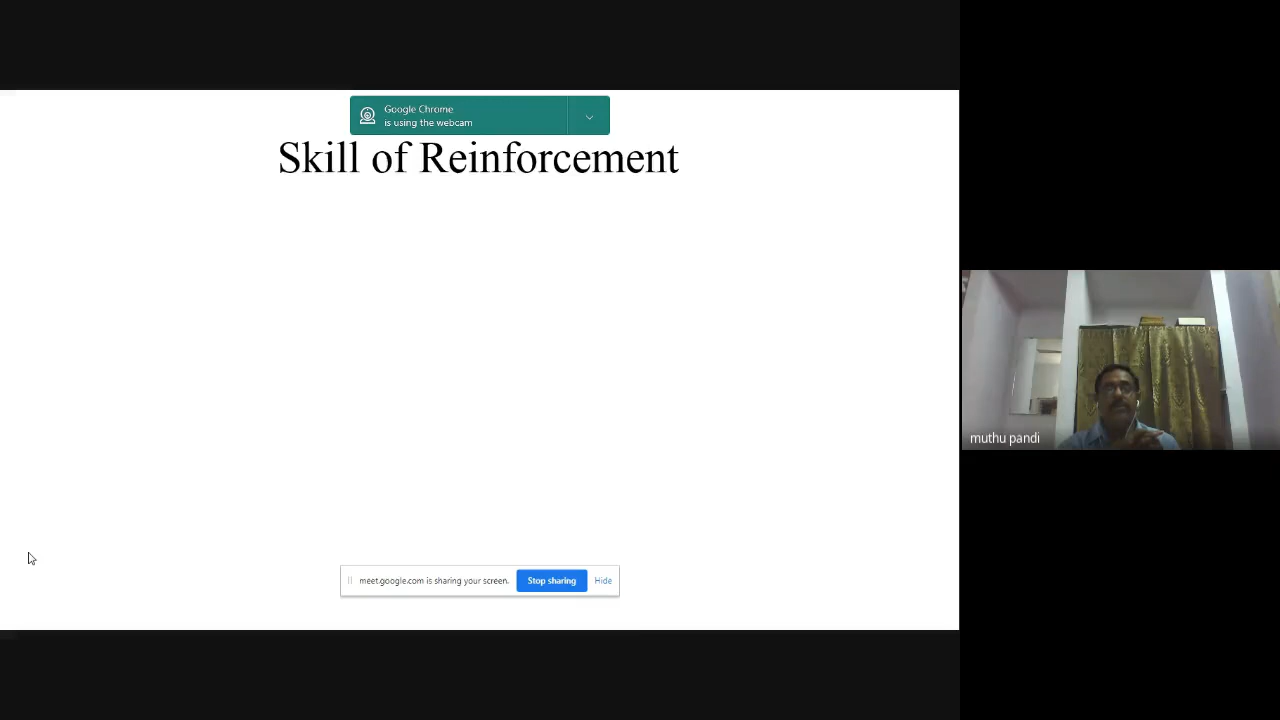 Google Chrome
is using the webcam
Skill of Reinforcement
muthu pandi
meet.google.com is sharing your screen.
Stop sharing
Hide